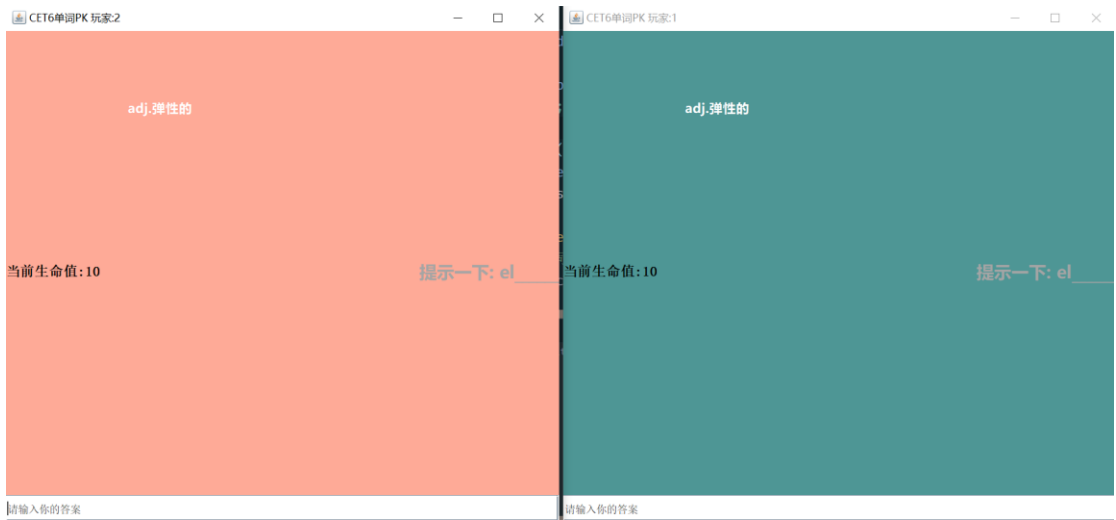 CET6单词PK 玩家:2
adj.弹性的
当前生命值:10
提示一下: el_____
请输入你的答案
CET6单词PK 玩家:1
adj.弹性的
当前生命值:10
提示一下: el_____
请输入你的答案